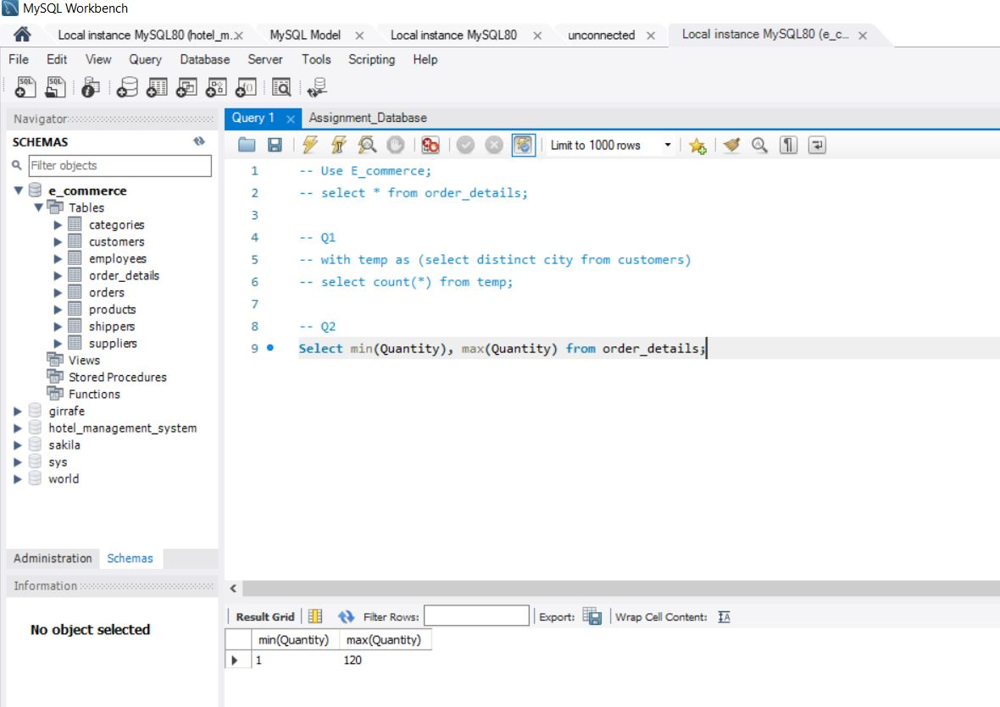 MySQL Workbench
Local instance MySQL80 (hotel_m... Local instance MySQL80 (e_c...
MySQL Model Local instance MySQL80 unconnected
File Edit View Query Database Server Tools Scripting Help
Navigator
SCHEMAS
Filter objects
e_commerce
Tables
categories
customers
employees
order_details
orders
products
shippers
suppliers
Views
Stored Procedures
Functions
girrafe
hotel_management_system
sakila
sys
world
Administration Schemas
Information
No object selected
Query 1 Assignment_Database
Limit to 1000 rows
1 -- Use E_commerce;
2 -- select * from order_details;
3
4 -- Q1
5 -- with temp as (select distinct city from customers)
6 -- select count(*) from temp;
7
8 -- Q2
9 Select min(Quantity), max(Quantity) from order_details;
Result Grid Filter Rows: Export: Wrap Cell Content:
min(Quantity) max(Quantity)
1 120